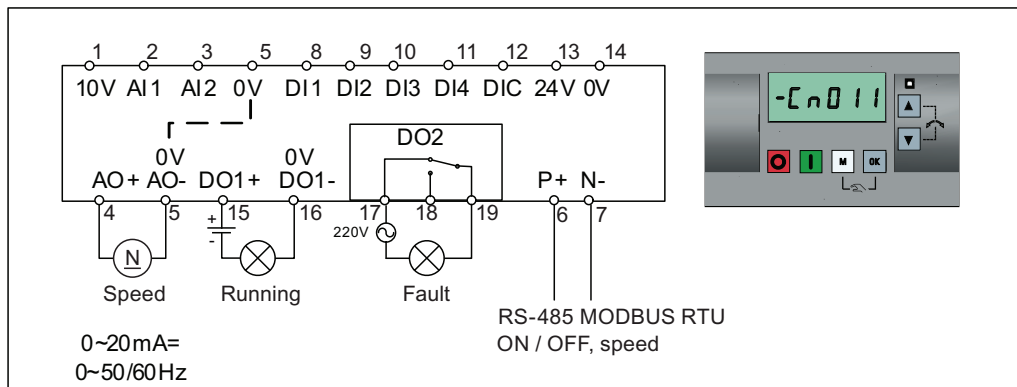 1 2 3 5 8 9 10 11 12 13 14
10V AI1 AI2 0V DI1 DI2 DI3 DI4 DIC 24V 0V
-Cn011
DO2
0V 0V
AO+ AO- DO1+ DO1- P+ N-
M OK
4 5 15 16 17 18 19 6 7
+
-
220V
N
Speed Running Fault
RS-485 MODBUS RTU
ON / OFF, speed
0~20mA=
0~50/60Hz